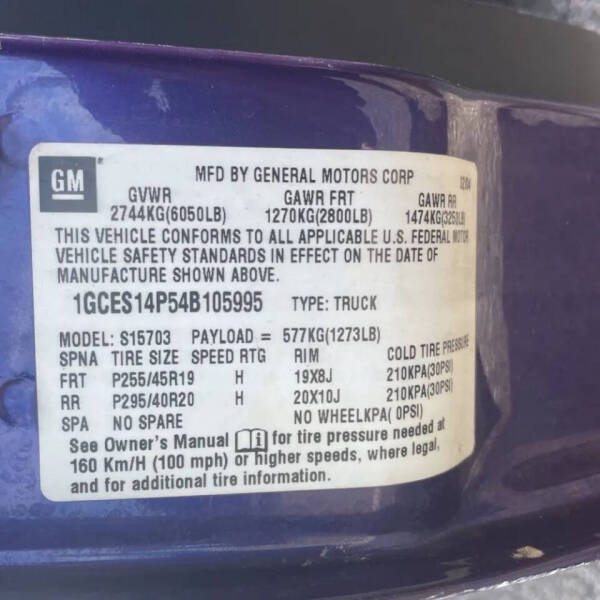 GM
MFD BY GENERAL MOTORS CORP 02/04
GVWR GAWR FRT GAWR RR
2744KG(6050LB) 1270KG(2800LB) 1474KG(3250LB)
THIS VEHICLE CONFORMS TO ALL APPLICABLE U.S. FEDERAL MOTOR
VEHICLE SAFETY STANDARDS IN EFFECT ON THE DATE OF
MANUFACTURE SHOWN ABOVE.
1GCES14P54B105995 TYPE: TRUCK
MODEL: S15703 PAYLOAD = 577KG(1273LB)
SPNA TIRE SIZE SPEED RTG RIM COLD TIRE PRESSURE
FRT P255/45R19 H 19X8J 210KPA(30PSI)
RR P295/40R20 H 20X10J 210KPA(30PSI)
SPA NO SPARE NO WHEELKPA( 0PSI)
See Owner's Manual i for tire pressure needed at
160 Km/H (100 mph) or higher speeds, where legal,
and for additional tire information.